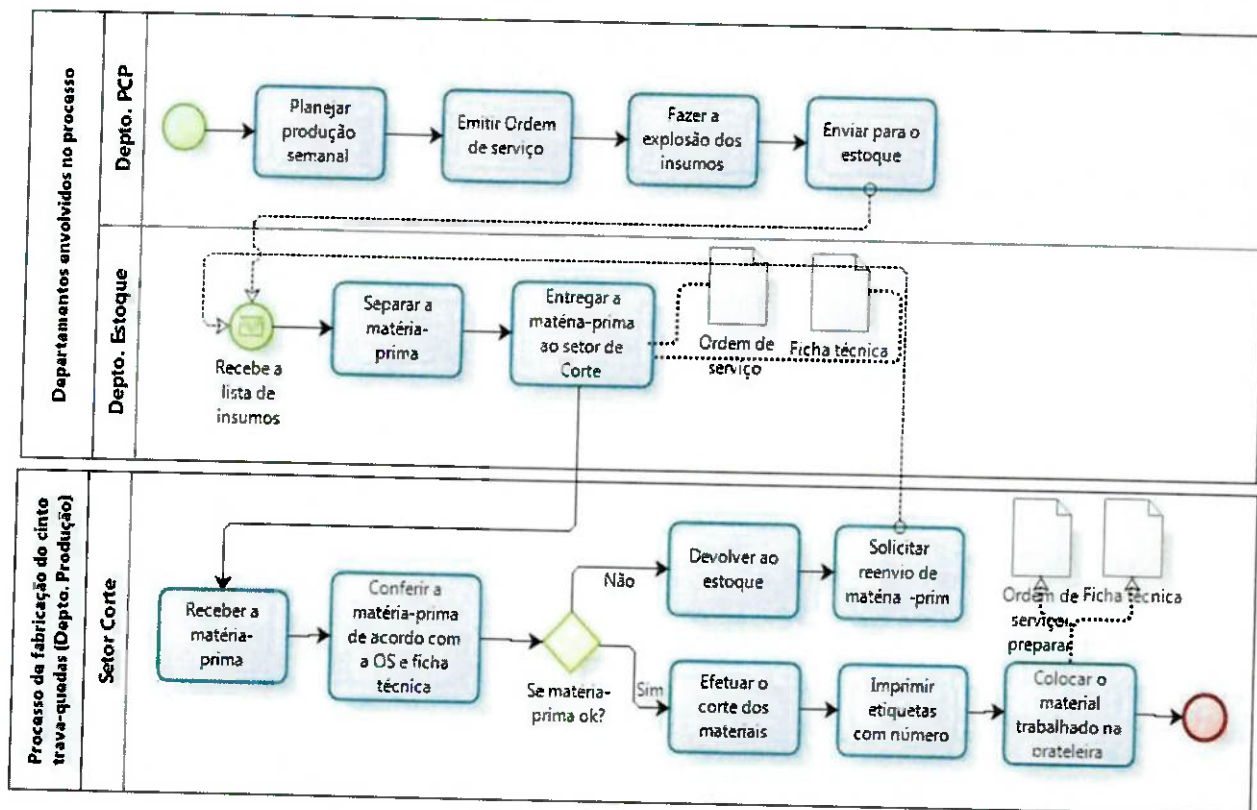 Departamentos envolvidos no processo
Depto. PCP
Planejar
produção
semanal
Emitir Ordem
de serviço
Fazer a
explosão dos
insumos
Enviar para o
estoque
Depto. Estoque
Recebe a
lista de
insumos
Separar a
matéria-
prima
Entregar a
matéria-prima
ao setor de
Corte
Ordem de
serviço
Ficha técnica
Processo de fabricação do cinto
trava-quedas (Depto. Produção)
Setor Corte
Receber a
matéria-
prima
Conferir a
matéria-prima
de acordo com
a OS e ficha
técnica
Se matéria-
prima ok?
Não
Devolver ao
estoque
Solicitar
reenvio de
matéria -prim
Sim
Efetuar o
corte dos
materiais
Imprimir
etiquetas
com número
Ordem de
serviço
preparar
Ficha técnica
Colocar o
material
trabalhado na
prateleira